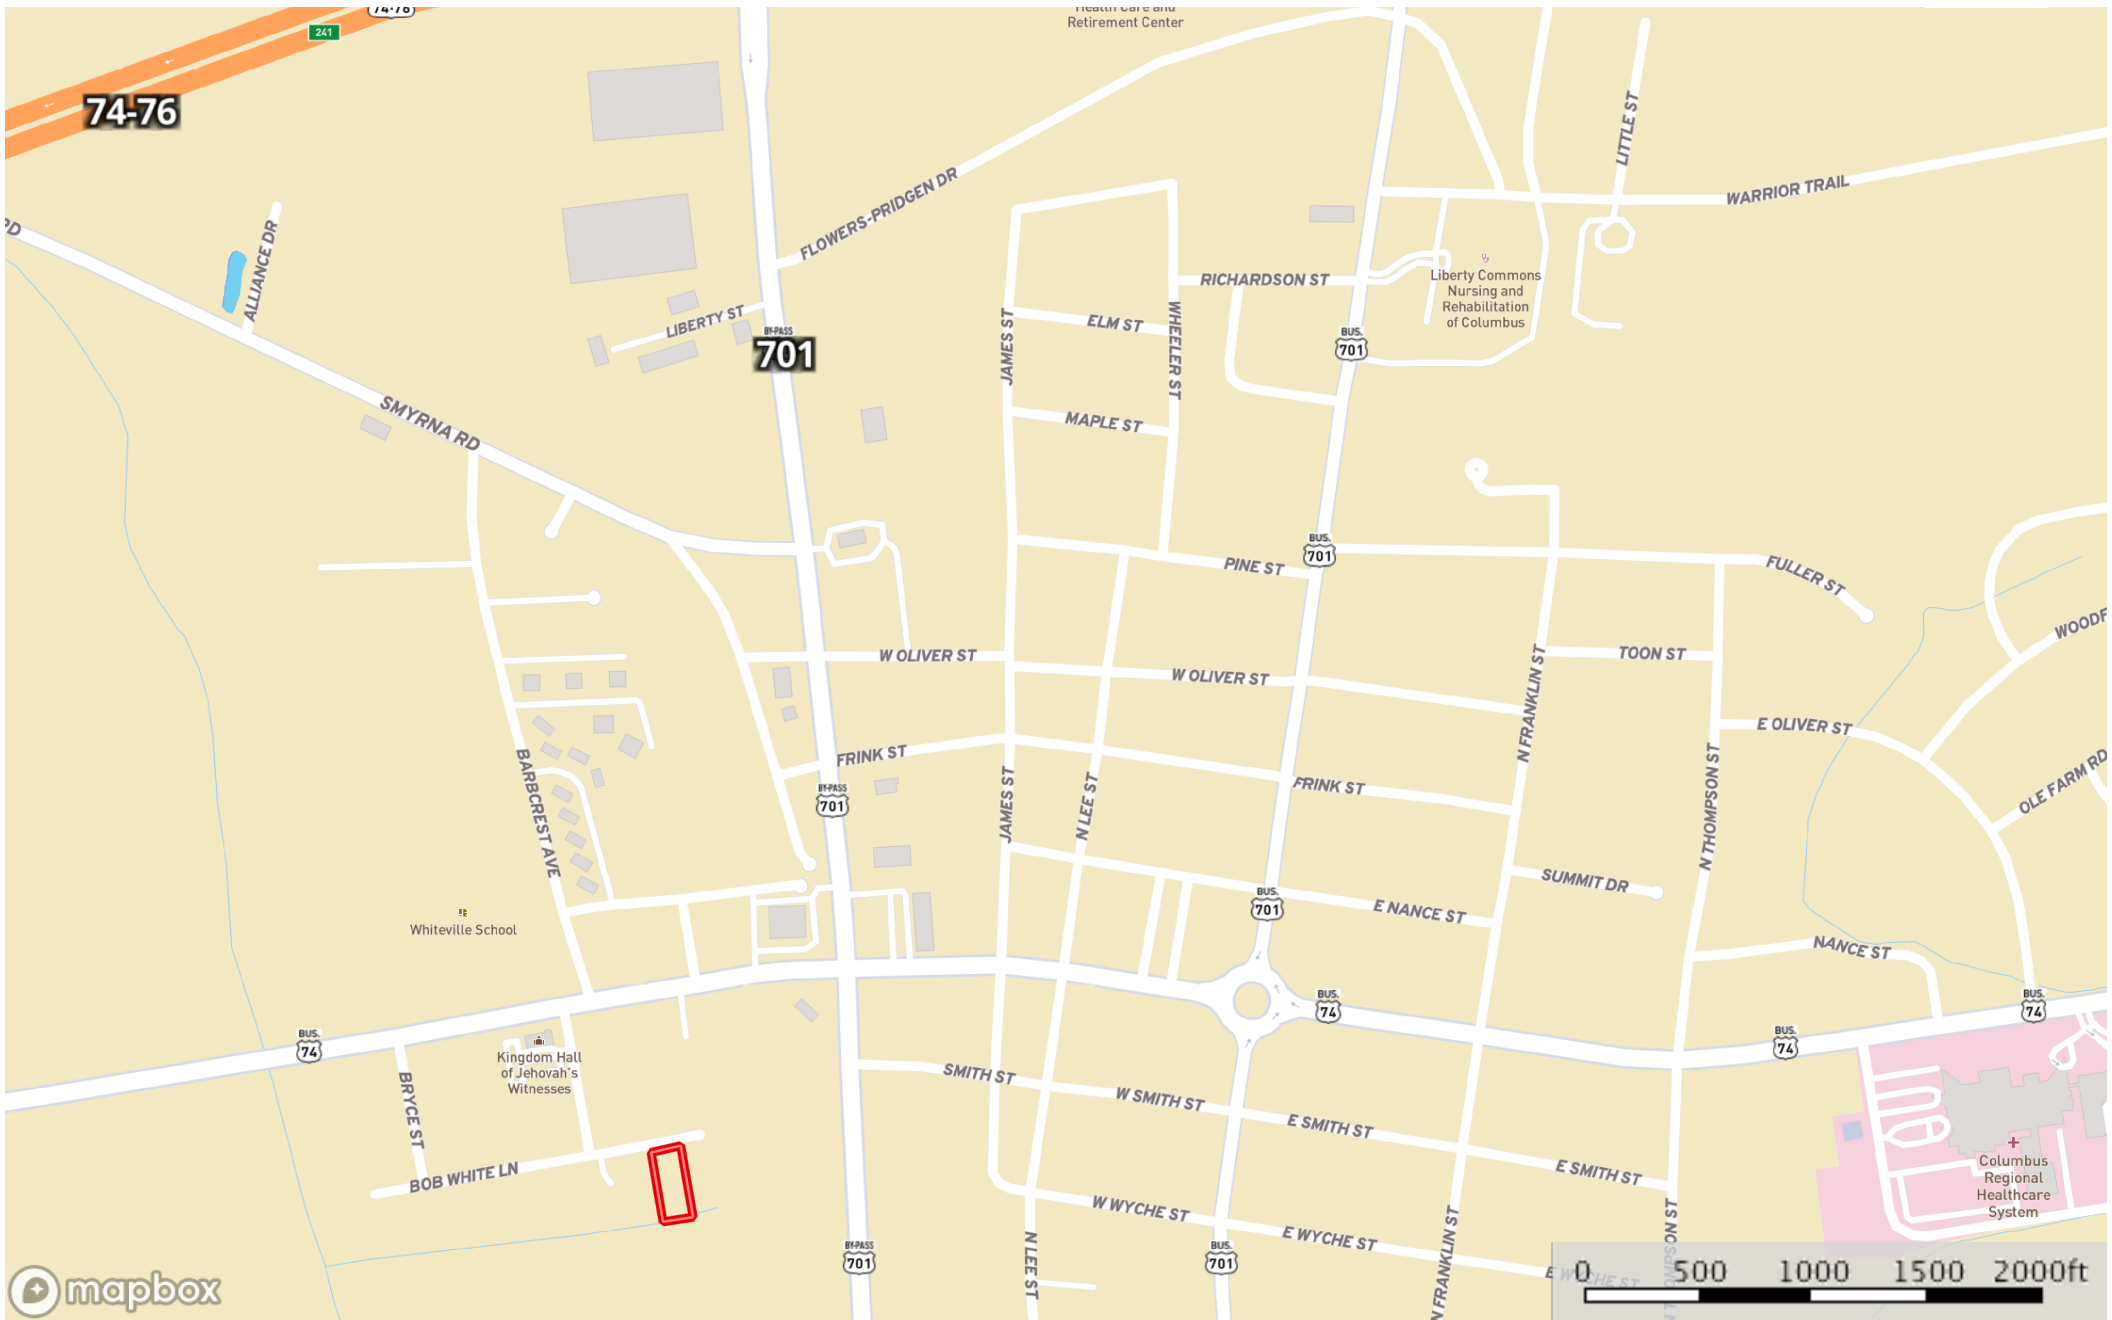 74-76
Health Care and
Retirement Center
241
74-76
LITTLE ST
WARRIOR TRAIL
FLOWERS-PRIDGEN DR
RD
ALLIANCE DR
RICHARDSON ST
Liberty Commons
Nursing and
Rehabilitation
of Columbus
LIBERTY ST
BY-PASS
701
ELM ST
JAMES ST
WHEELER ST
BUS.
701
SMYRNA RD
MAPLE ST
BUS.
701
PINE ST
FULLER ST
WOODF
W OLIVER ST
W OLIVER ST
TOON ST
N FRANKLIN ST
E OLIVER ST
FRINK ST
FRINK ST
OLE FARM RD
BY-PASS
701
JAMES ST
N LEE ST
N THOMPSON ST
BARBCREST AVE
SUMMIT DR
BUS.
701
E NANCE ST
Whiteville School
NANCE ST
BUS.
74
BUS.
74
BUS.
74
BUS.
74
Kingdom Hall
of Jehovah's
Witnesses
BRYCE ST
SMITH ST
W SMITH ST
E SMITH ST
E SMITH ST
BOB WHITE LN
Columbus
Regional
Healthcare
System
W WYCHE ST
E WYCHE ST
E WYCHE ST
N LEE ST
N FRANKLIN ST
N THOMPSON ST
BY-PASS
701
BUS.
701
mapbox
0 500 1000 1500 2000ft